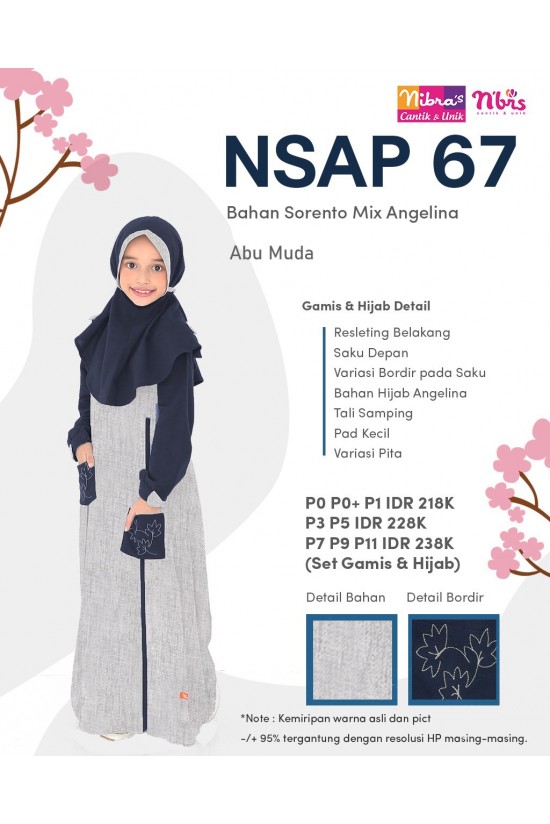 Nibra's
Cantik & Unik
N'brs
cantik & unik
NSAP 67
Bahan Sorento Mix Angelina
Abu Muda
Gamis & Hijab Detail
Resleting Belakang
Saku Depan
Variasi Bordir pada Saku
Bahan Hijab Angelina
Tali Samping
Pad Kecil
Variasi Pita
P0 P0+ P1 IDR 218K
P3 P5 IDR 228K
P7 P9 P11 IDR 238K
(Set Gamis & Hijab)
Detail Bahan
Detail Bordir
*Note : Kemiripan warna asli dan pict
-/+ 95% tergantung dengan resolusi HP masing-masing.